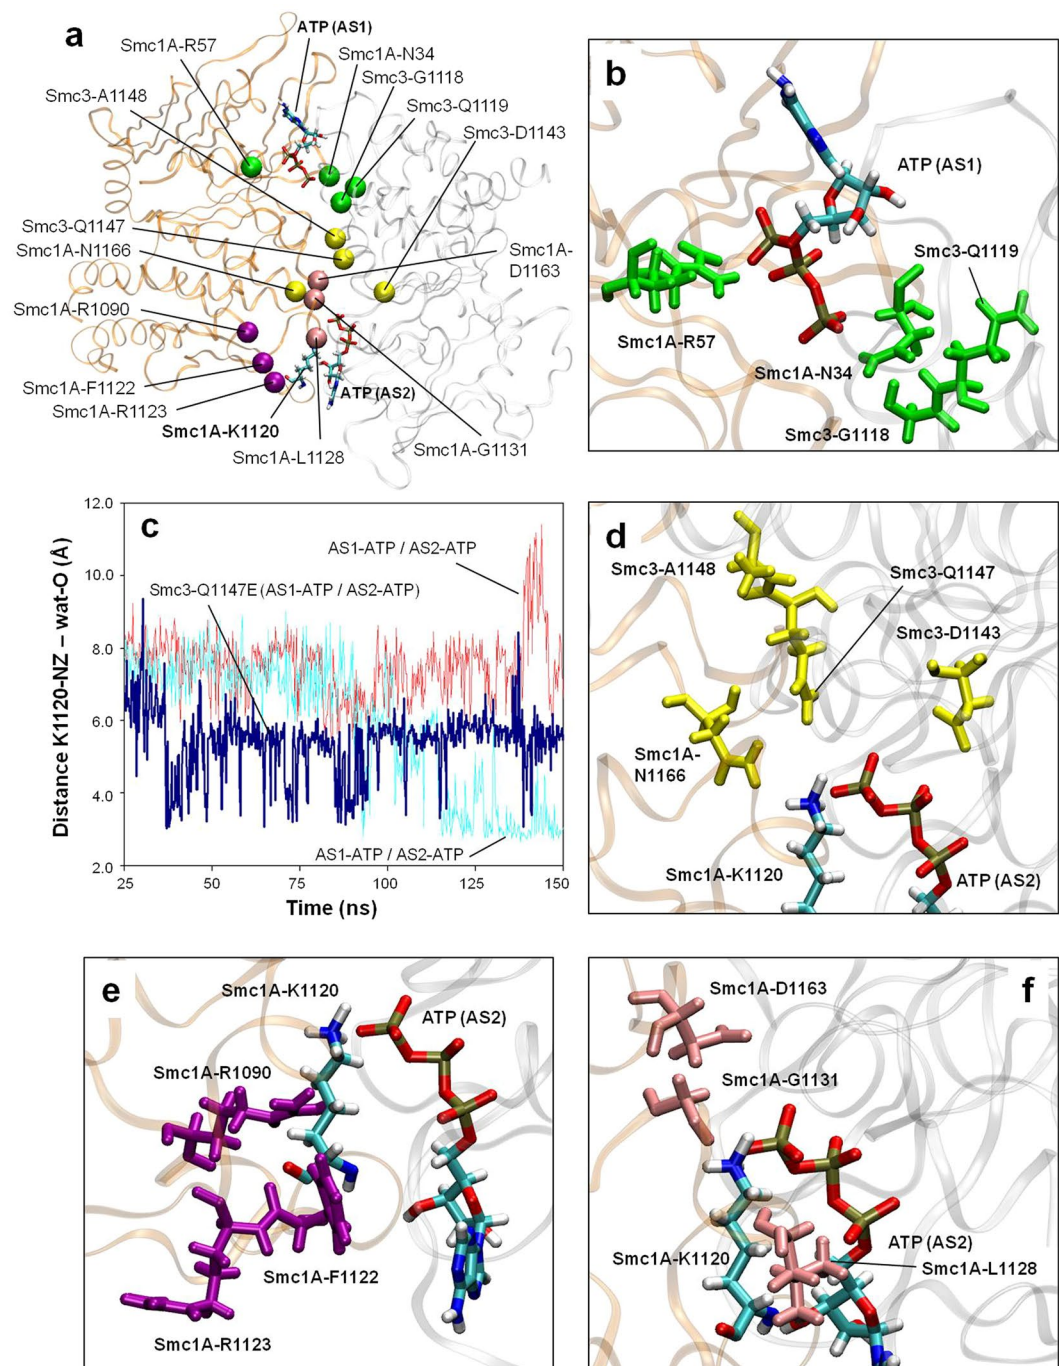 a
ATP (AS1)
Smc1A-R57
Smc1A-N34
Smc3-G1118
Smc3-A1148
Smc3-Q1119
Smc3-D1143
Smc3-Q1147
Smc1A-N1166
Smc1A-
D1163
Smc1A-R1090
Smc1A-F1122
Smc1A-R1123
ATP (AS2)
Smc1A-K1120
Smc1A-L1128
Smc1A-G1131
b
ATP (AS1)
Smc3-Q1119
Smc1A-R57
Smc1A-N34
Smc3-G1118
c
12.0
10.0
8.0
6.0
4.0
2.0
Distance K1120-NZ – wat-O (Å)
AS1-ATP / AS2-ATP
Smc3-Q1147E (AS1-ATP / AS2-ATP)
AS1-ATP / AS2-ATP
25
50
75
100
125
150
Time (ns)
d
Smc3-A1148
Smc3-Q1147
Smc3-D1143
Smc1A-
N1166
Smc1A-K1120
ATP (AS2)
e
Smc1A-K1120
ATP (AS2)
Smc1A-R1090
Smc1A-F1122
Smc1A-R1123
f
Smc1A-D1163
Smc1A-G1131
Smc1A-K1120
ATP (AS2)
Smc1A-L1128